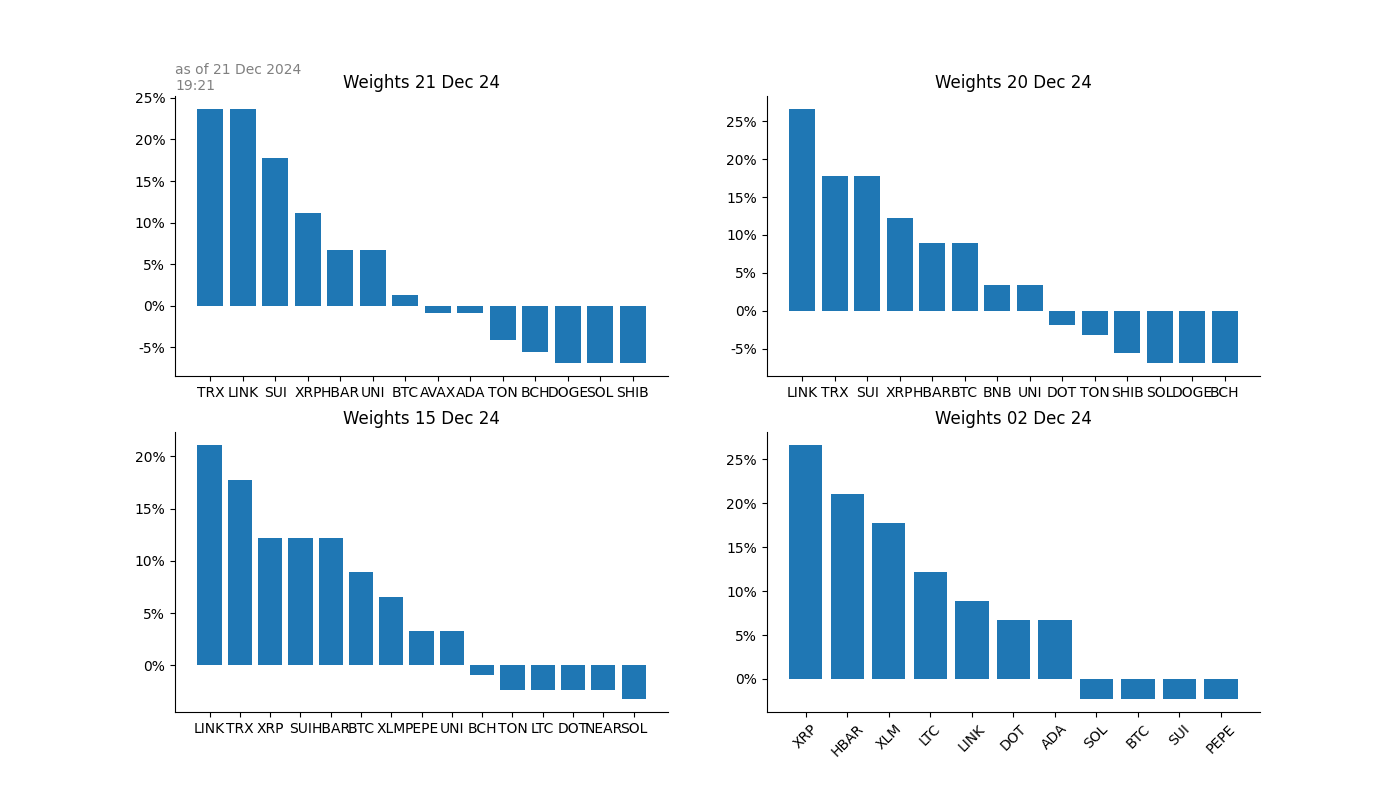 as of 21 Dec 2024
19:21
Weights 21 Dec 24
25%
20%
15%
10%
5%
0%
-5%
TRX LINK SUI XRP HBAR UNI BTC AVAX ADA TON BCH DOGE SOL SHIB
Weights 20 Dec 24
25%
20%
15%
10%
5%
0%
-5%
LINK TRX SUI XRP HBAR BTC BNB UNI DOT TON SHIB SOL DOGE BCH
Weights 15 Dec 24
20%
15%
10%
5%
0%
LINK TRX XRP SUI HBAR BTC XLM PEPE UNI BCH TON LTC DOT NEAR SOL
Weights 02 Dec 24
25%
20%
15%
10%
5%
0%
XRP HBAR XLM LTC LINK DOT ADA SOL BTC SUI PEPE